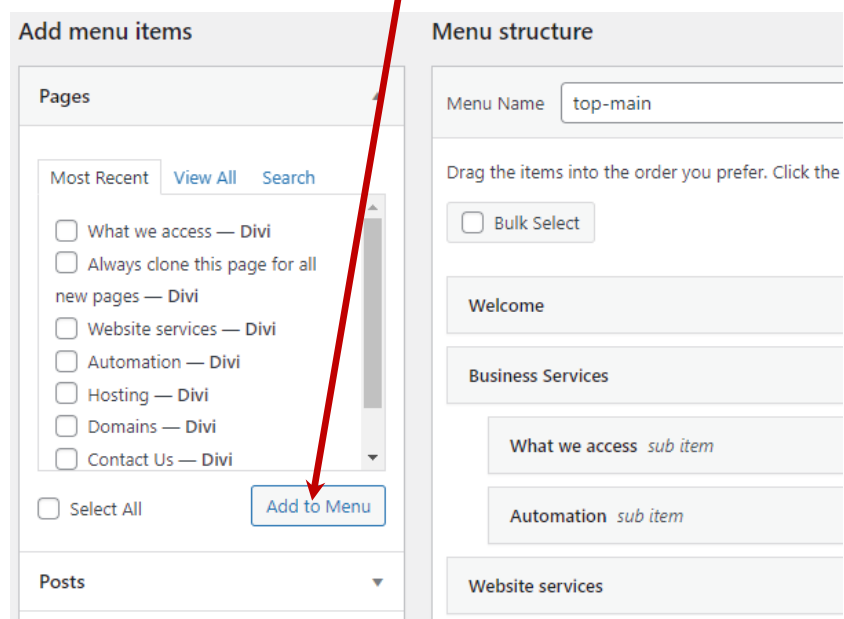 Add menu items
Pages
Most Recent View All Search
What we access — Divi
Always clone this page for all
new pages — Divi
Website services — Divi
Automation — Divi
Hosting — Divi
Domains — Divi
Contact Us — Divi
Select All
Add to Menu
Posts
Menu structure
Menu Name top-main
Drag the items into the order you prefer. Click the
Bulk Select
Welcome
Business Services
What we access sub item
Automation sub item
Website services